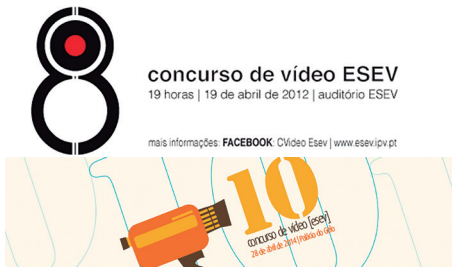 8
concurso de vídeo ESEV
19 horas | 19 de abril de 2012 | auditório ESEV
mais informações: FACEBOOK: CVideo Esev | www.esev.ipv.pt
10
concurso de vídeo [esev]
28 de abril de 2014 | Palácio do Gelo